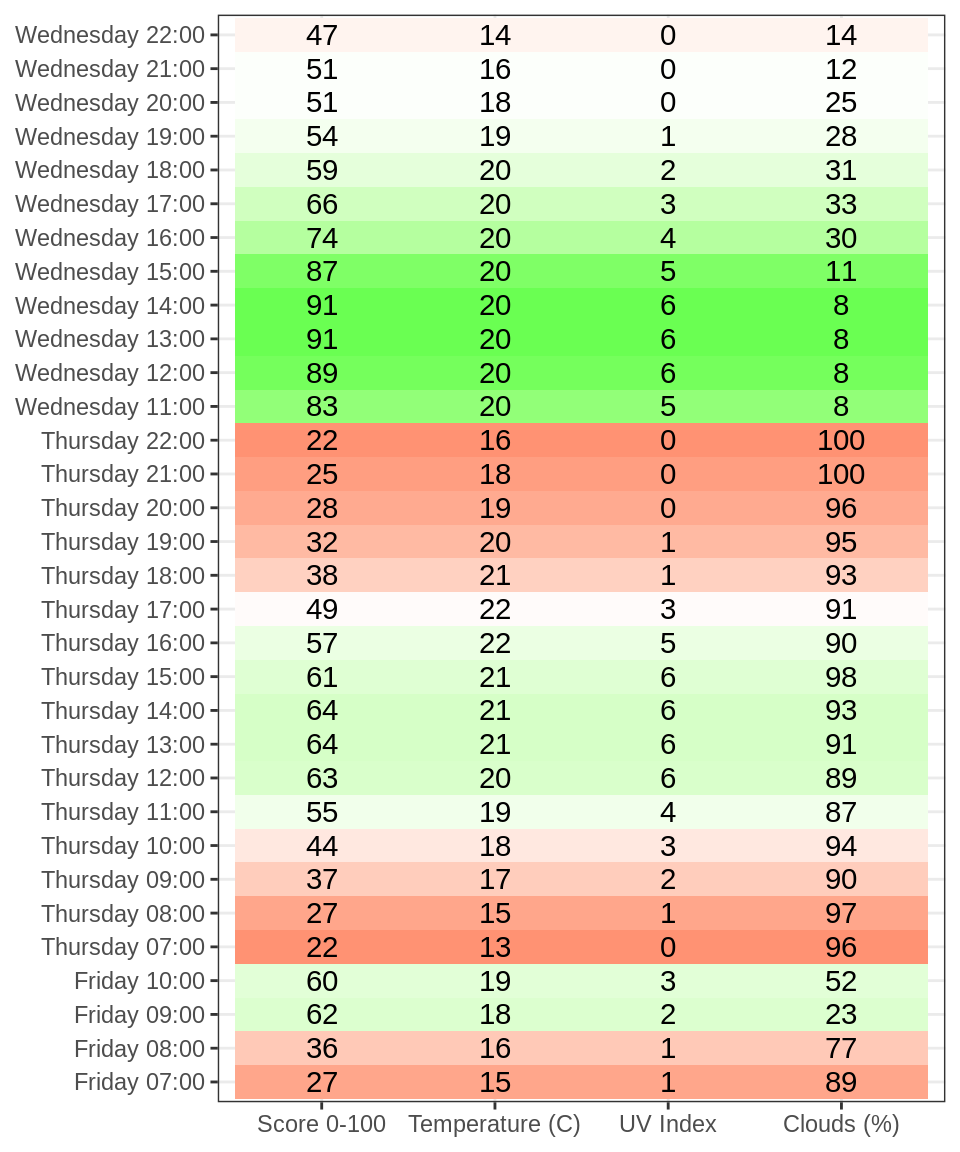 Wednesday 22:00 47 14 0 14
Wednesday 21:00 51 16 0 12
Wednesday 20:00 51 18 0 25
Wednesday 19:00 54 19 1 28
Wednesday 18:00 59 20 2 31
Wednesday 17:00 66 20 3 33
Wednesday 16:00 74 20 4 30
Wednesday 15:00 87 20 5 11
Wednesday 14:00 91 20 6 8
Wednesday 13:00 91 20 6 8
Wednesday 12:00 89 20 6 8
Wednesday 11:00 83 20 5 8
Thursday 22:00 22 16 0 100
Thursday 21:00 25 18 0 100
Thursday 20:00 28 19 0 96
Thursday 19:00 32 20 1 95
Thursday 18:00 38 21 1 93
Thursday 17:00 49 22 3 91
Thursday 16:00 57 22 5 90
Thursday 15:00 61 21 6 98
Thursday 14:00 64 21 6 93
Thursday 13:00 64 21 6 91
Thursday 12:00 63 20 6 89
Thursday 11:00 55 19 4 87
Thursday 10:00 44 18 3 94
Thursday 09:00 37 17 2 90
Thursday 08:00 27 15 1 97
Thursday 07:00 22 13 0 96
Friday 10:00 60 19 3 52
Friday 09:00 62 18 2 23
Friday 08:00 36 16 1 77
Friday 07:00 27 15 1 89
Score 0-100 Temperature (C) UV Index Clouds (%)